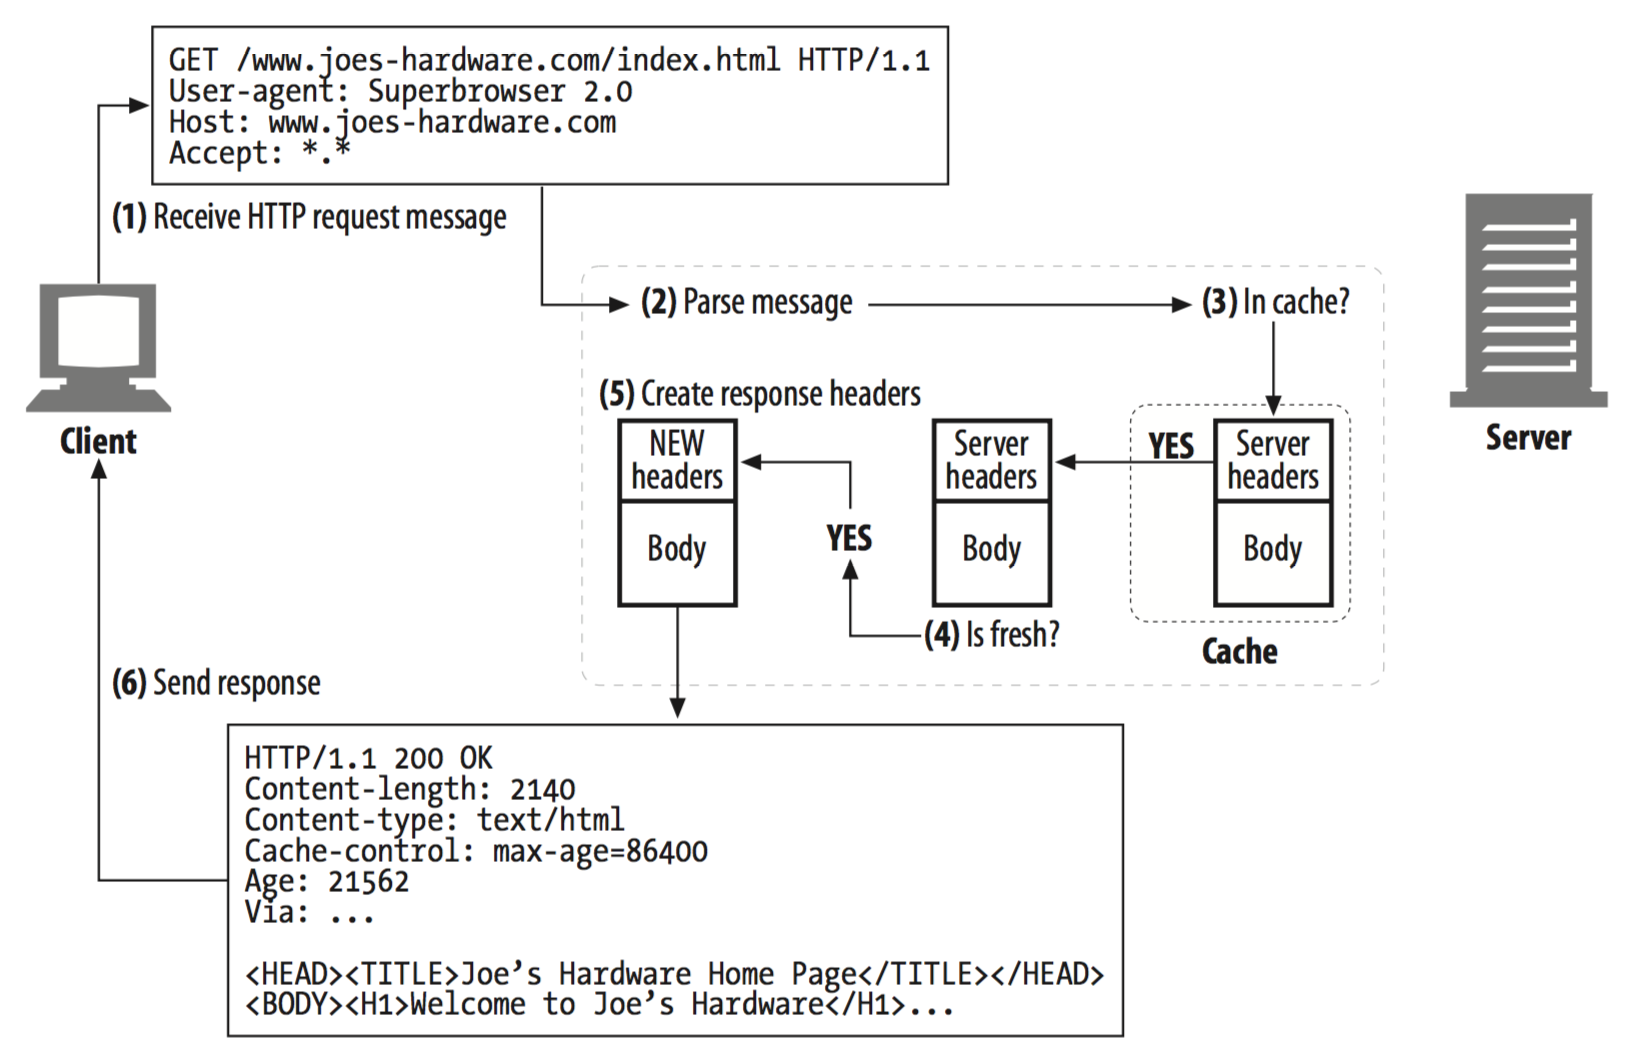 GET /www.joes-hardware.com/index.html HTTP/1.1
User-agent: Superbrowser 2.0
Host: www.joes-hardware.com
Accept: *.*
(1) Receive HTTP request message
(2) Parse message
(3) In cache?
(5) Create response headers
NEW
headers
Body
YES
Server
headers
Body
YES
Server
headers
Body
(4) Is fresh?
Cache
Client
Server
(6) Send response
HTTP/1.1 200 OK
Content-length: 2140
Content-type: text/html
Cache-control: max-age=86400
Age: 21562
Via: ...
<HEAD><TITLE>Joe’s Hardware Home Page</TITLE></HEAD>
<BODY><H1>Welcome to Joe’s Hardware</H1>...